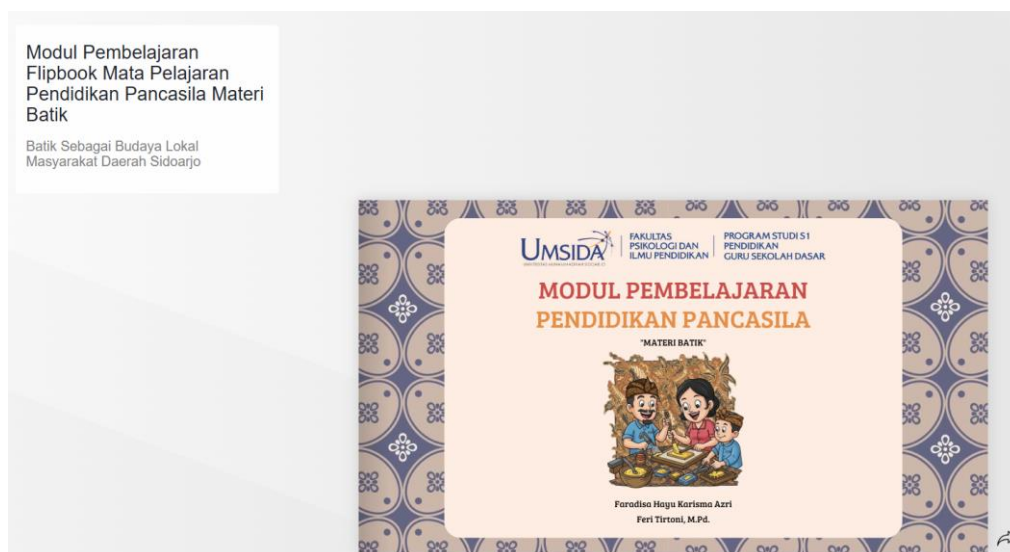 Modul Pembelajaran
Flipbook Mata Pelajaran
Pendidikan Pancasila Materi
Batik
Batik Sebagai Budaya Lokal
Masyarakat Daerah Sidoarjo
UMSIDA
FAKULTAS
PSIKOLOGI DAN
ILMU PENDIDIKAN
PROGRAM STUDI S1
PENDIDIKAN
GURU SEKOLAH DASAR
MODUL PEMBELAJARAN
PENDIDIKAN PANCASILA
"MATERI BATIK"
Faradisa Hayu Karisma Azri
Feri Tirtoni, M.Pd.